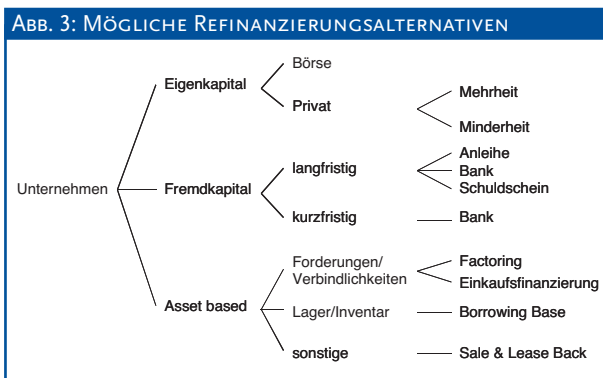 Abb. 3: Mögliche Refinanzierungsalternativen
Unternehmen
Eigenkapital
Börse
Privat
Mehrheit
Minderheit
Fremdkapital
langfristig
Anleihe
Bank
Schuldschein
kurzfristig
Bank
Asset based
Forderungen/
Verbindlichkeiten
Factoring
Einkaufsfinanzierung
Lager/Inventar
Borrowing Base
sonstige
Sale & Lease Back